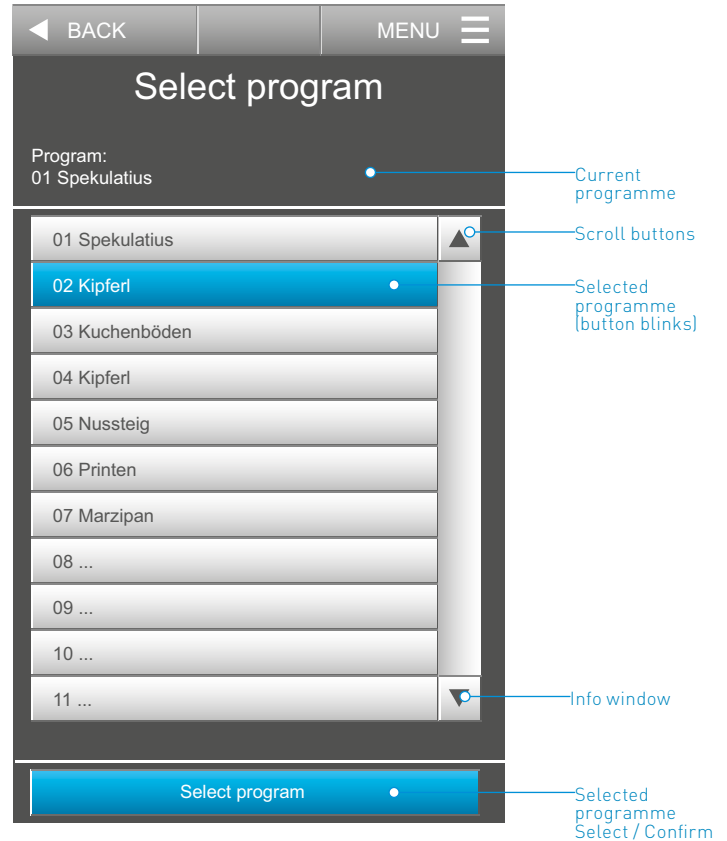 BACK
MENU
Select program
Program:
01 Spekulatius
Current
programme
01 Spekulatius
Scroll buttons
02 Kipferl
Selected
programme
(button blinks)
03 Kuchenböden
04 Kipferl
05 Nussteig
06 Printen
07 Marzipan
08 ...
09 ...
10 ...
11 ...
Info window
Select program
Selected
programme
Select / Confirm